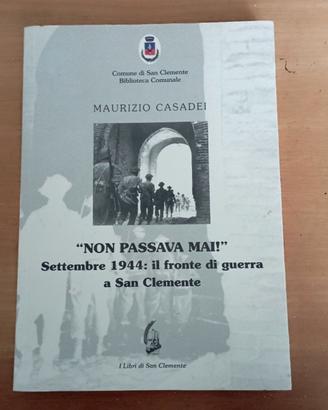 Comune di San Clemente
Biblioteca Comunale
MAURIZIO CASADEI
“NON PASSAVA MAI!”
Settembre 1944: il fronte di guerra
a San Clemente
I Libri di San Clemente